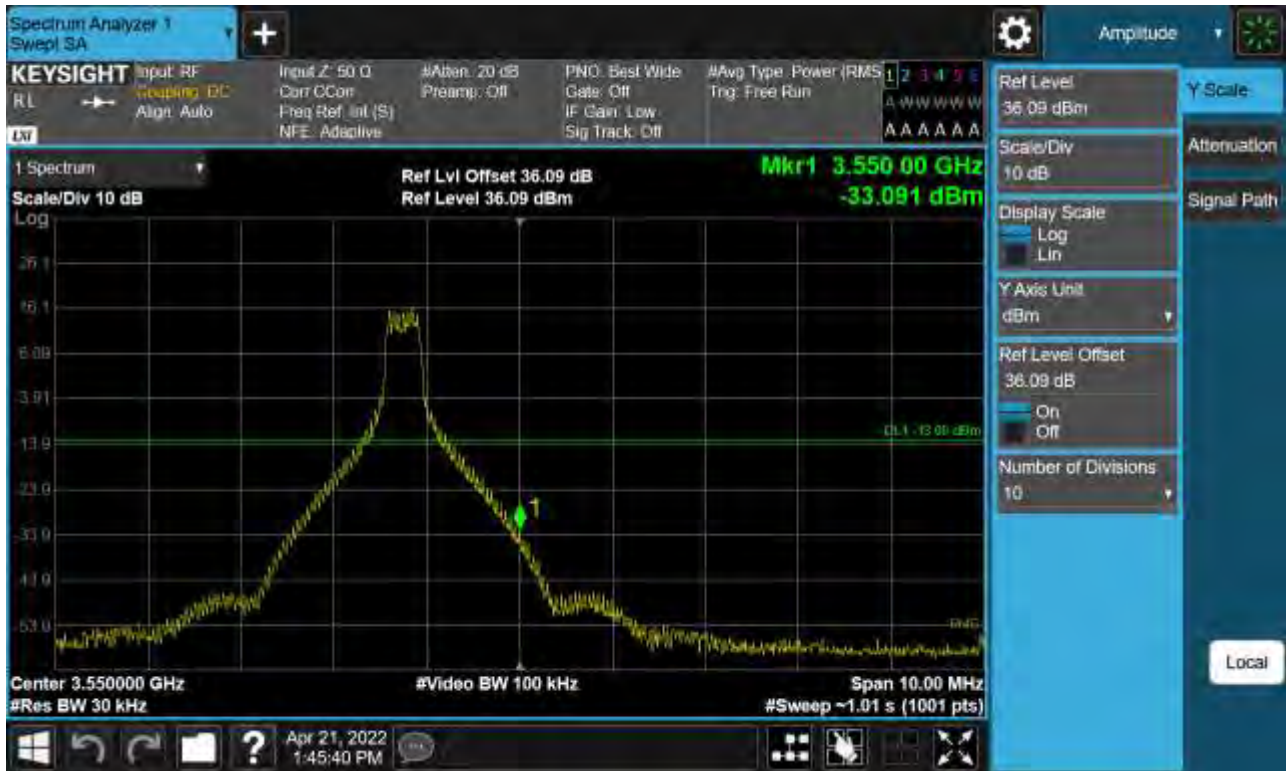 Spectrum Analyzer 1
Swept SA
+
Amplitude
KEYSIGHT
RL
LXI
Input: RF
Coupling: DC
Align: Auto
Input Z: 50 Ω
Corr CCorr
Freq Ref: Int (S)
NFE: Adaptive
#Atten: 20 dB
Preamp: Off
PNO: Best Wide
Gate: Off
IF Gain: Low
Sig Track: Off
#Avg Type: Power (RMS
Trig: Free Run
1 2 3 4 5 6
A W W W W W
A A A A A A
1 Spectrum
Scale/Div 10 dB
Log
Ref Lvl Offset 36.09 dB
Ref Level 36.09 dBm
Mkr1 3.550 00 GHz
-33.091 dBm
26.1
16.1
6.09
-3.91
-13.9
-23.9
-33.9
-43.9
-53.9
DL1 -13.00 dBm
1
PNG
Center 3.550000 GHz
#Res BW 30 kHz
#Video BW 100 kHz
Span 10.00 MHz
#Sweep ~1.01 s (1001 pts)
Ref Level
36.09 dBm
Scale/Div
10 dB
Display Scale
Log
Lin
Y Axis Unit
dBm
Ref Level Offset
36.09 dB
On
Off
Number of Divisions
10
Y Scale
Attenuation
Signal Path
Local
?
Apr 21, 2022
1:45:40 PM